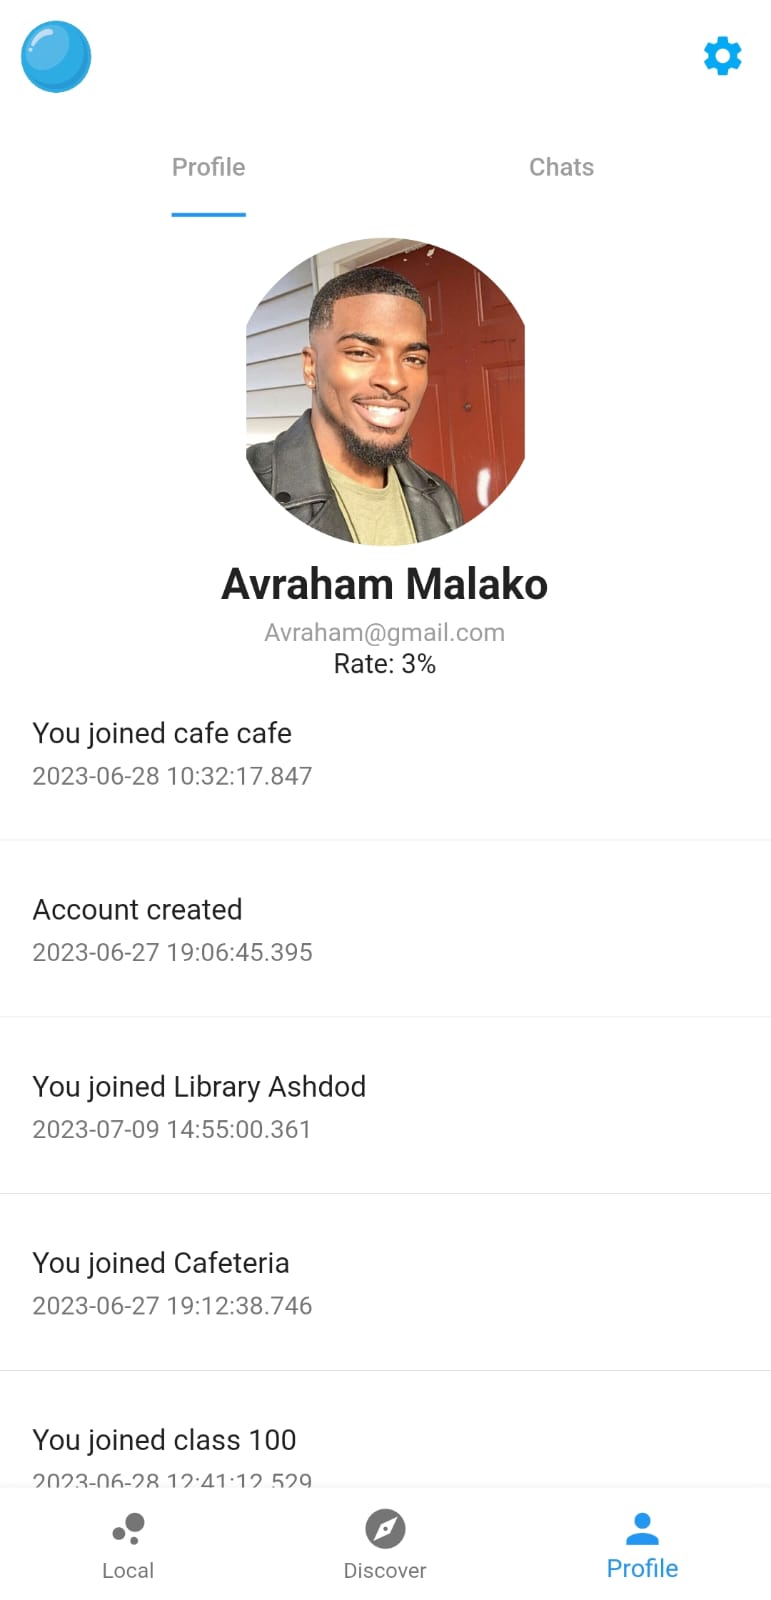 Profile
Chats
Avraham Malako
Avraham@gmail.com
Rate: 3%
You joined cafe cafe
2023-06-28 10:32:17.847
Account created
2023-06-27 19:06:45.395
You joined Library Ashdod
2023-07-09 14:55:00.361
You joined Cafeteria
2023-06-27 19:12:38.746
You joined class 100
2023-06-28 12:41:12.529
Local
Discover
Profile